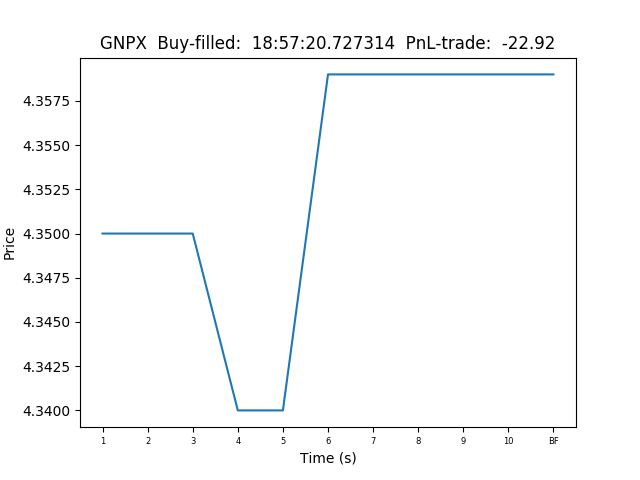 GNPX  Buy-filled:  18:57:20.727314  PnL-trade:  -22.92
Price
4.3575
4.3550
4.3525
4.3500
4.3475
4.3450
4.3425
4.3400
1 2 3 4 5 6 7 8 9 10 BF
Time (s)